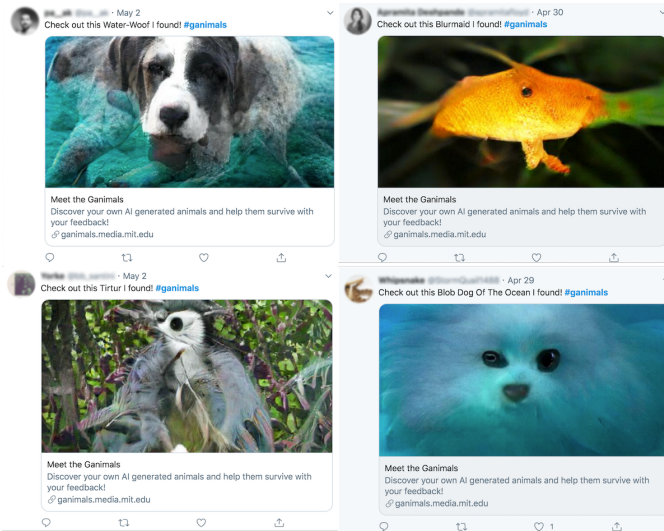 · May 2
Check out this Water-Woof I found! #ganimals
Meet the Ganimals
Discover your own AI generated animals and help them survive with
your feedback!
ganimals.media.mit.edu
· Apr 30
Check out this Blurmaid I found! #ganimals
Meet the Ganimals
Discover your own AI generated animals and help them survive with
your feedback!
ganimals.media.mit.edu
· May 2
Check out this Tirtur I found! #ganimals
Meet the Ganimals
Discover your own AI generated animals and help them survive with
your feedback!
ganimals.media.mit.edu
· Apr 29
Check out this Blob Dog Of The Ocean I found! #ganimals
Meet the Ganimals
Discover your own AI generated animals and help them survive with
your feedback!
ganimals.media.mit.edu
1